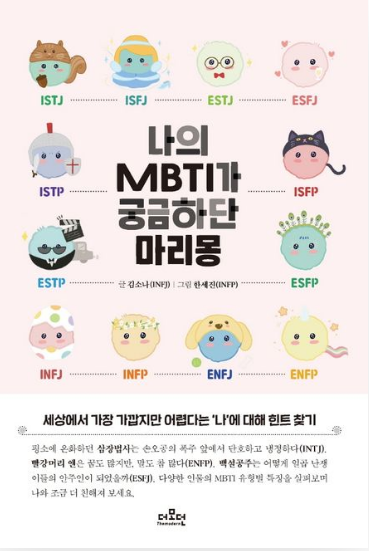 ISTJ ISFJ ESTJ ESFJ
나의
MBTI가
궁금하단
마리몽
ISTP ISFP
ESTP ESFP
글 김소나(INFJ) | 그림 한세진(INFP)
INFJ INFP ENFJ ENFP
세상에서 가장 가깝지만 어렵다는 '나'에 대해 힌트 찾기
평소에 온화하던 삼장법사는 손오공의 폭주 앞에서 단호하고 냉정하다(INTJ).
빨강머리 앤은 꿈도 많지만, 말도 참 많다(ENFP). 백설공주는 어떻게 일곱 난쟁
이들의 안주인이 되었을까(ESFJ). 다양한 인물의 MBTI 유형별 특징을 살펴보며
나와 조금 더 친해져 보세요.
더모던
Themodern